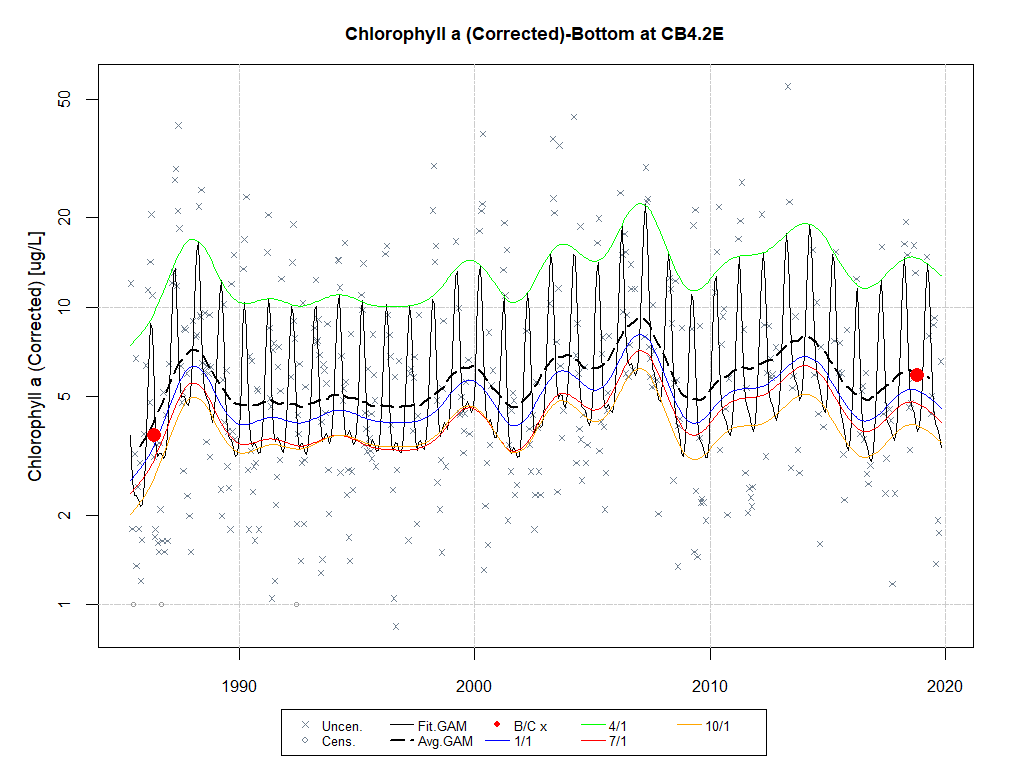 Chlorophyll a (Corrected)-Bottom at CB4.2E
Chlorophyll a (Corrected) [ug/L]
50
20
10
5
2
1
1990 2000 2010 2020
Uncen. Fit.GAM B/C x 4/1 10/1
Cens. Avg.GAM 1/1 7/1